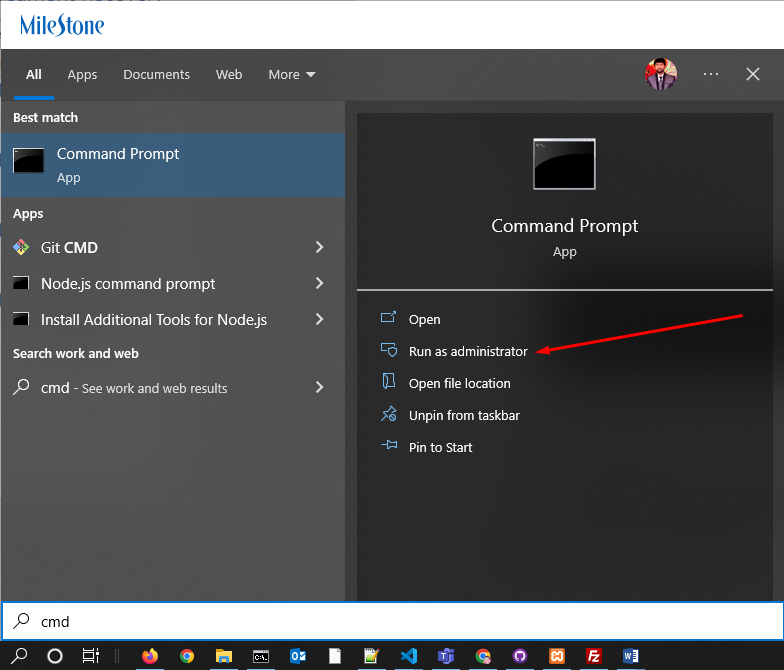 MileStone
All Apps Documents Web More
Best match
Command Prompt
App
Apps
Git CMD
Node.js command prompt
Install Additional Tools for Node.js
Search work and web
cmd - See work and web results
Command Prompt
App
Open
Run as administrator
Open file location
Unpin from taskbar
Pin to Start
cmd